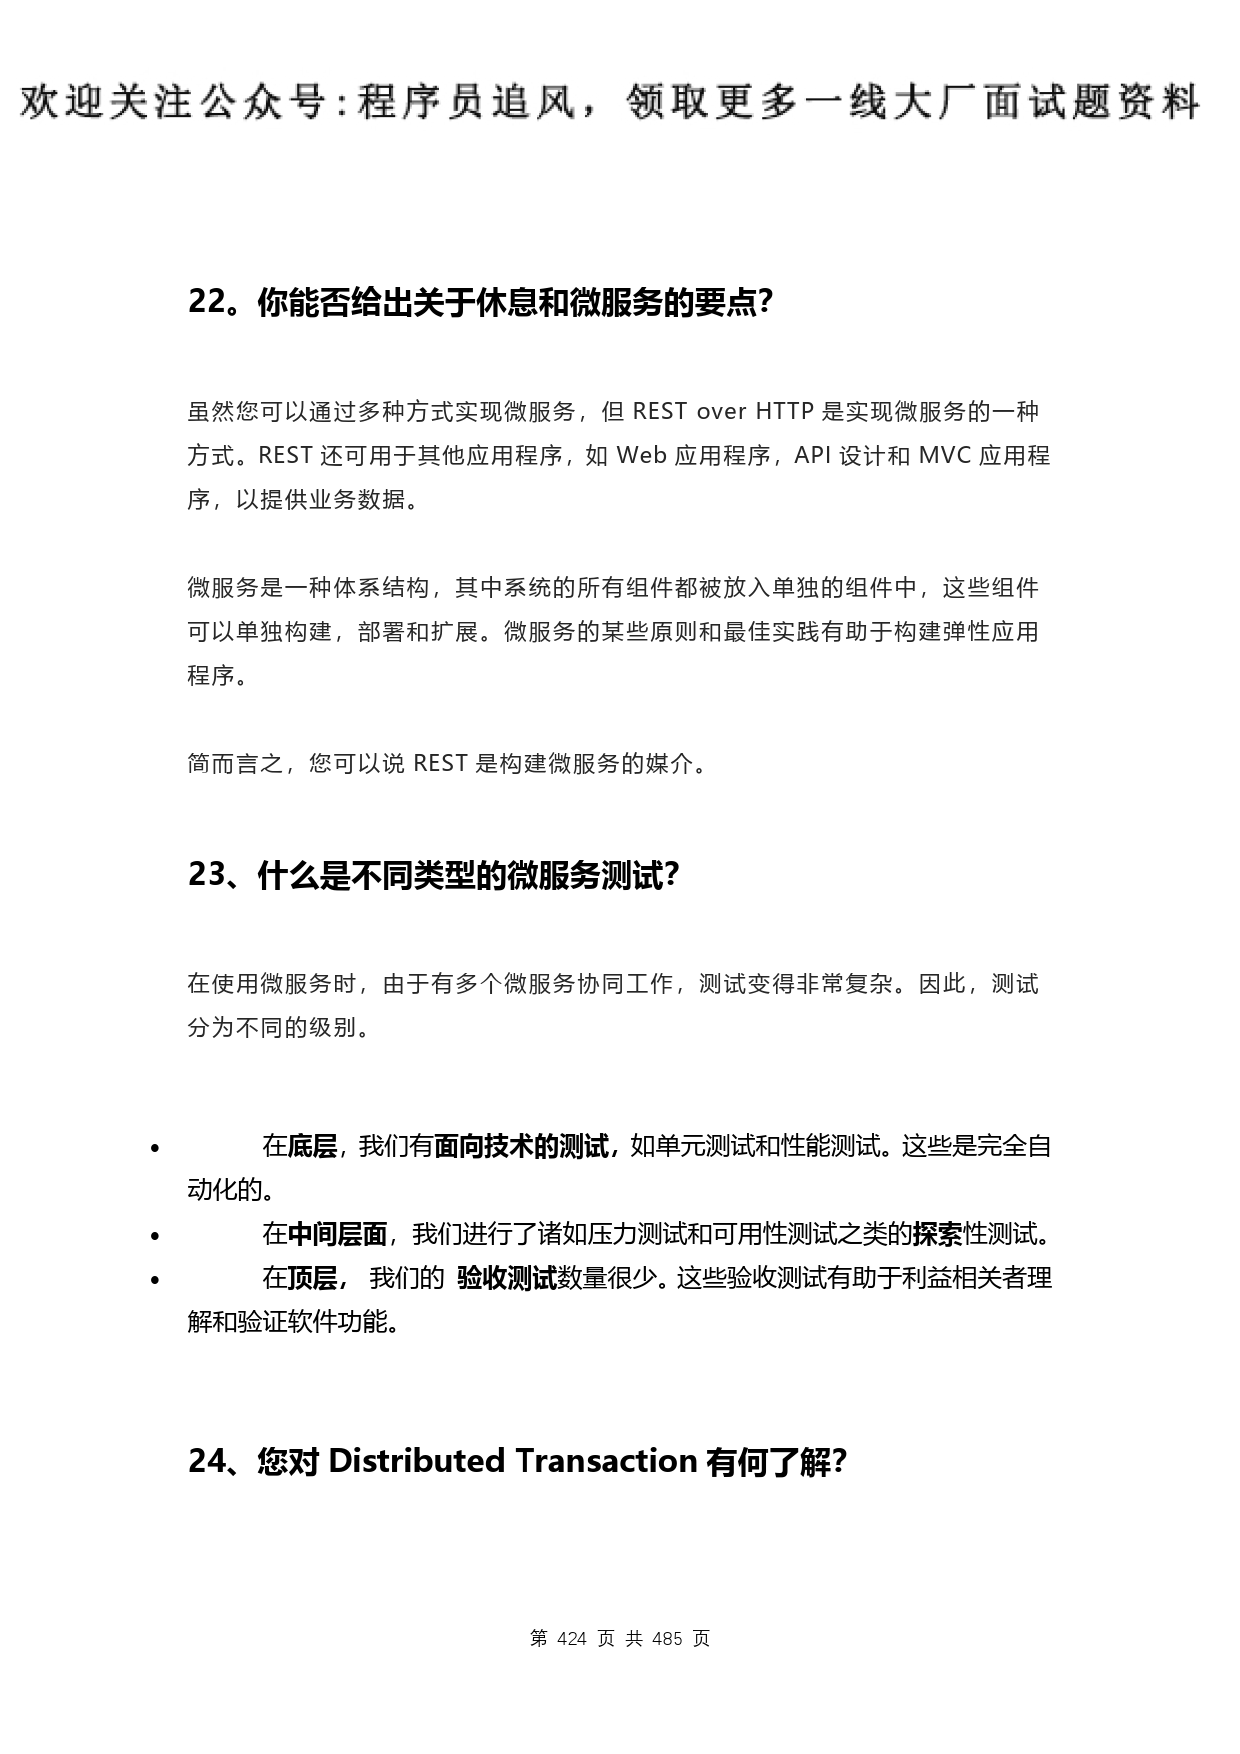 欢迎关注公众号:程序员追风，领取更多一线大厂面试题资料
22。你能否给出关于休息和微服务的要点？
虽然您可以通过多种方式实现微服务，但 REST over HTTP 是实现微服务的一种
方式。REST 还可用于其他应用程序，如 Web 应用程序，API 设计和 MVC 应用程
序，以提供业务数据。
微服务是一种体系结构，其中系统的所有组件都被放入单独的组件中，这些组件
可以单独构建，部署和扩展。微服务的某些原则和最佳实践有助于构建弹性应用
程序。
简而言之，您可以说 REST 是构建微服务的媒介。
23、什么是不同类型的微服务测试？
在使用微服务时，由于有多个微服务协同工作，测试变得非常复杂。因此，测试
分为不同的级别。
• 在底层，我们有面向技术的测试，如单元测试和性能测试。这些是完全自
动化的。
• 在中间层面，我们进行了诸如压力测试和可用性测试之类的探索性测试。
• 在顶层， 我们的 验收测试数量很少。这些验收测试有助于利益相关者理
解和验证软件功能。
24、您对 Distributed Transaction 有何了解？
第 424 页 共 485 页